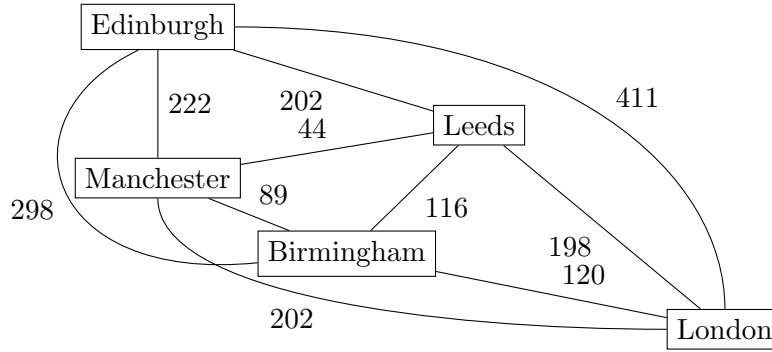 Edinburgh
411
202
222
44
Leeds
Manchester
89
298
116
Birmingham
198
120
202
London